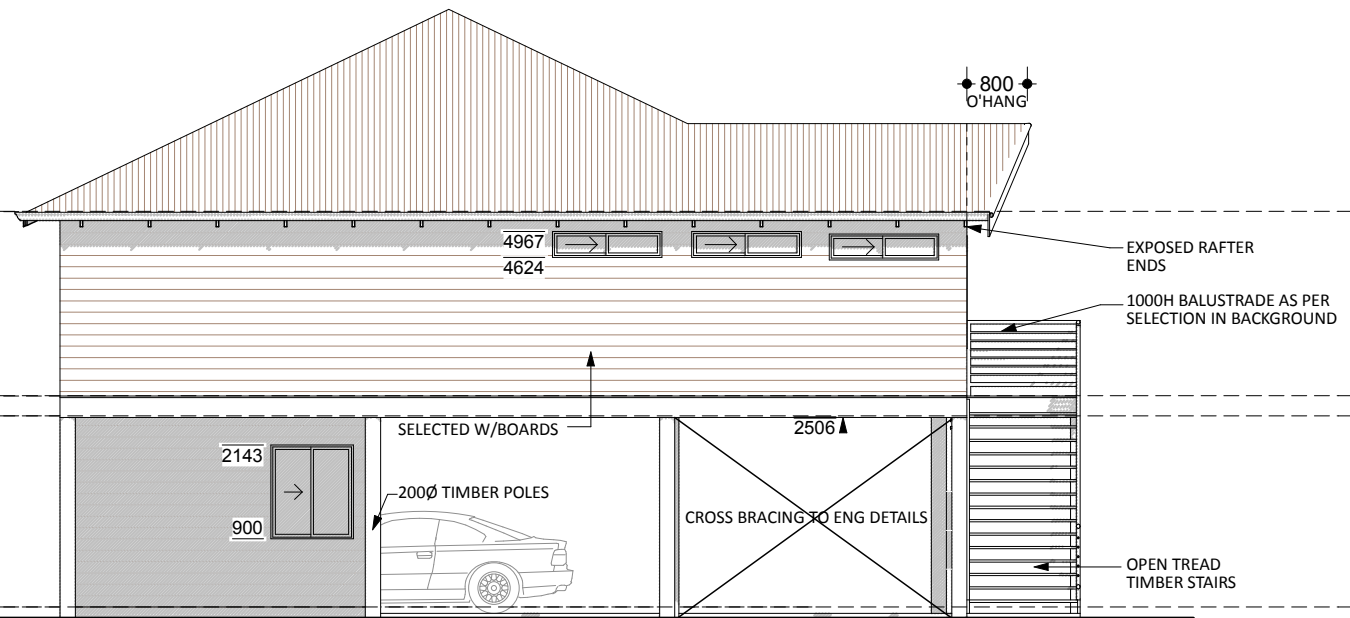 800
O'HANG
4967
4624
EXPOSED RAFTER
ENDS
1000H BALUSTRADE AS PER
SELECTION IN BACKGROUND
SELECTED W/BOARDS
2506
2143
200Ø TIMBER POLES
900
CROSS BRACING TO ENG DETAILS
OPEN TREAD
TIMBER STAIRS